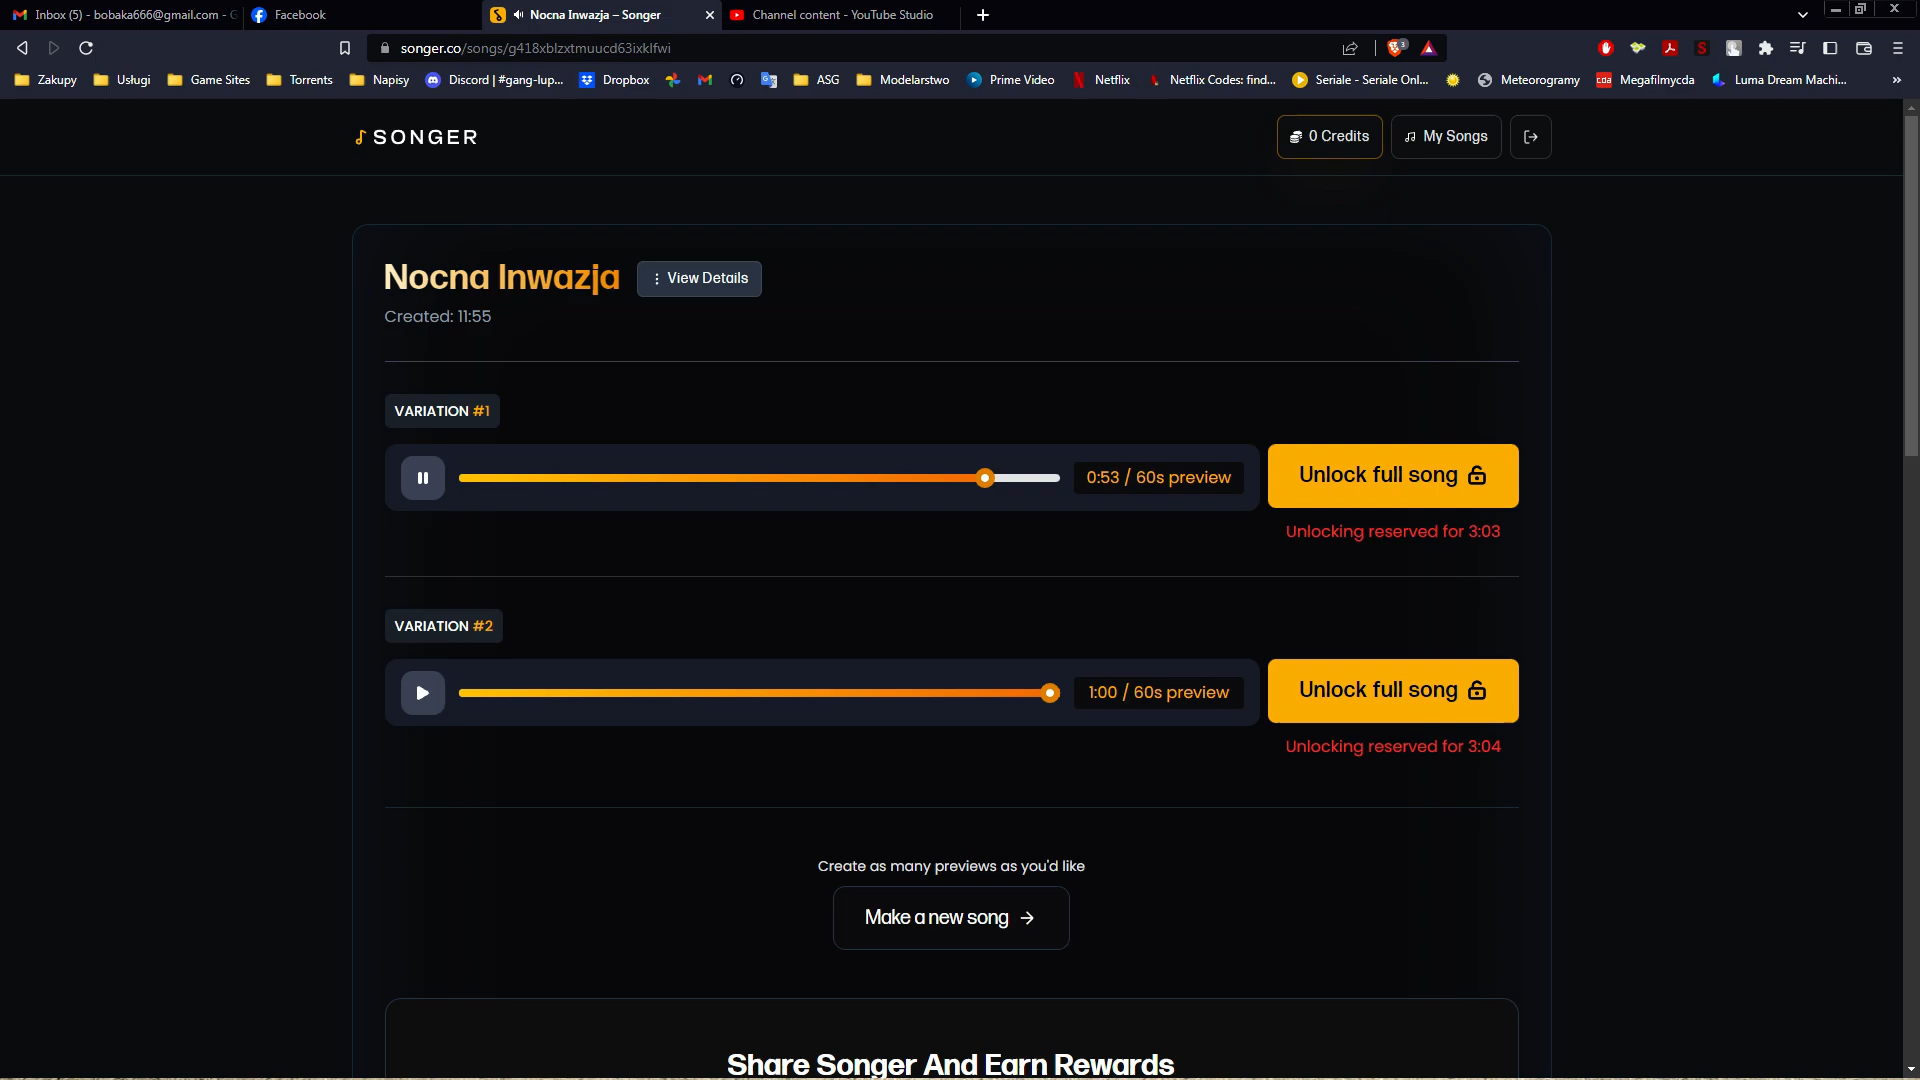 Inbox (5) - bobaka666@gmail.com - G
Facebook
Nocna Inwazja – Songer
Channel content - YouTube Studio
songer.co/songs/g418xblzxtmuucd63ixklfwi
3
Zakupy
Usługi
Game Sites
Torrents
Napisy
Discord | #gang-lup...
Dropbox
ASG
Modelarstwo
Prime Video
Netflix
Netflix Codes: find...
Seriale - Seriale Onl...
Meteorogramy
Megafilmycda
Luma Dream Machi...
»
SONGER
0 Credits
My Songs
Nocna Inwazja
View Details
Created: 11:55
VARIATION #1
0:53 / 60s preview
Unlock full song
Unlocking reserved for 3:03
VARIATION #2
1:00 / 60s preview
Unlock full song
Unlocking reserved for 3:04
Create as many previews as you'd like
Make a new song →
Share Songer And Earn Rewards